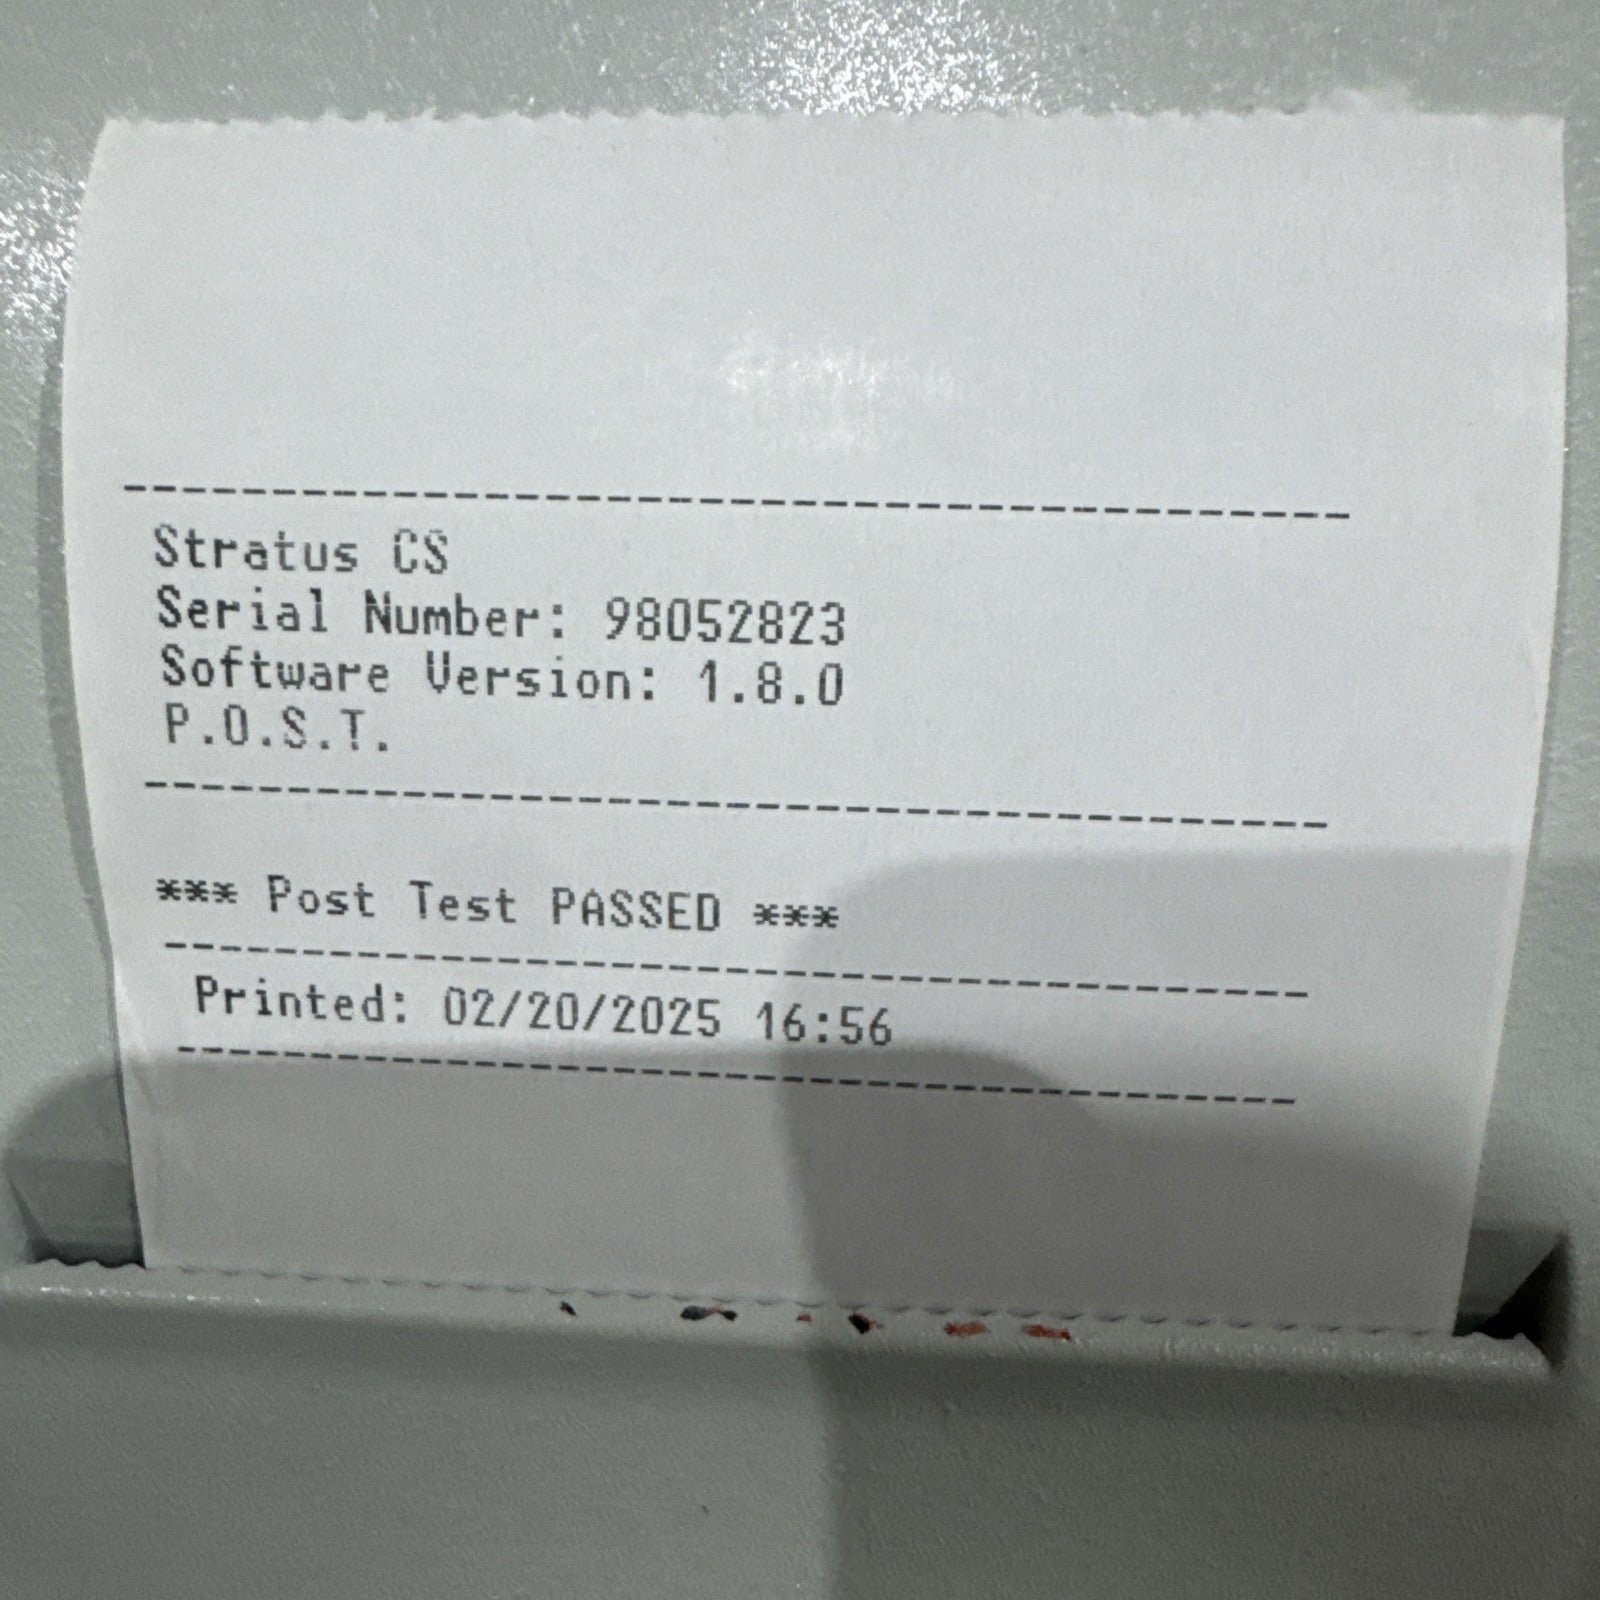 ----------------------------------------
Stratus CS
Serial Number: 98052823
Software Version: 1.8.0
P.O.S.T.
----------------------------------------
*** Post Test PASSED ***
----------------------------------------
Printed: 02/20/2025 16:56
----------------------------------------